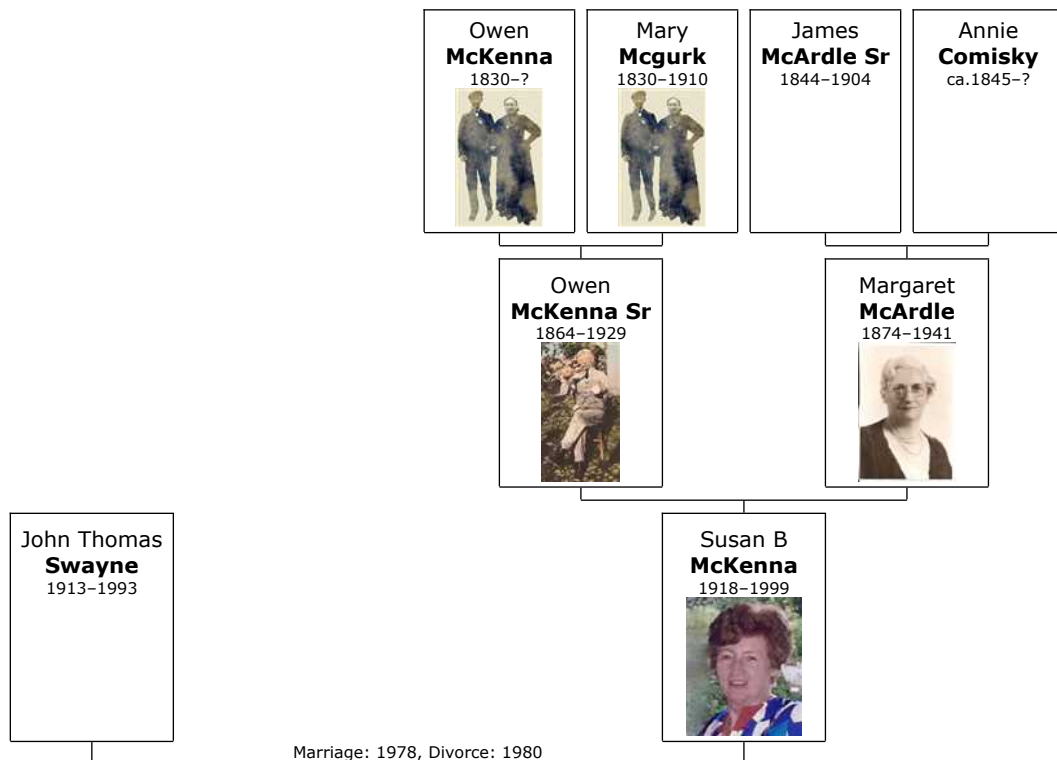 Owen
McKenna
1830–?
Mary
Mcgurk
1830–1910
James
McArdle Sr
1844–1904
Annie
Comisky
ca.1845–?
Owen
McKenna Sr
1864–1929
Margaret
McArdle
1874–1941
John Thomas
Swayne
1913–1993
Susan B
McKenna
1918–1999
Marriage: 1978, Divorce: 1980